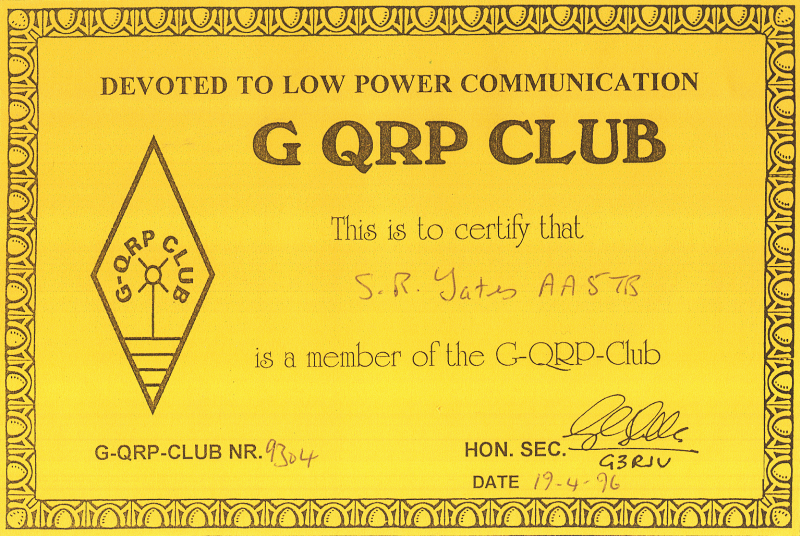 DEVOTED TO LOW POWER COMMUNICATION
G QRP CLUB
G-QRP CLUB
This is to certify that
S.R. Yates AA5TB
is a member of the G-QRP-Club
G-QRP-CLUB NR. 9304
HON. SEC.
G3RJV
DATE 19-4-96